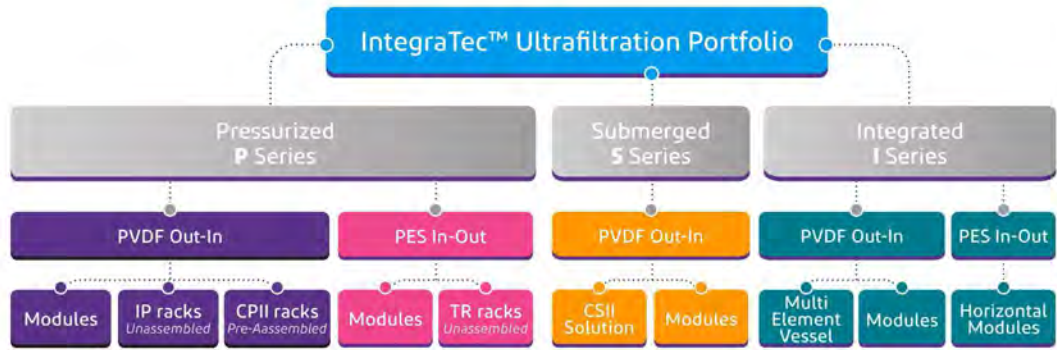 IntegraTec™ Ultrafiltration Portfolio
Pressurized
P Series
Submerged
S Series
Integrated
I Series
PVDF Out-In
PES In-Out
PVDF Out-In
PVDF Out-In
PES In-Out
Modules
IP racks
Unassembled
CPII racks
Pre-Aassembled
Modules
TR racks
Unassembled
CSII
Solution
Modules
Multi
Element
Vessel
Modules
Horizontal
Modules